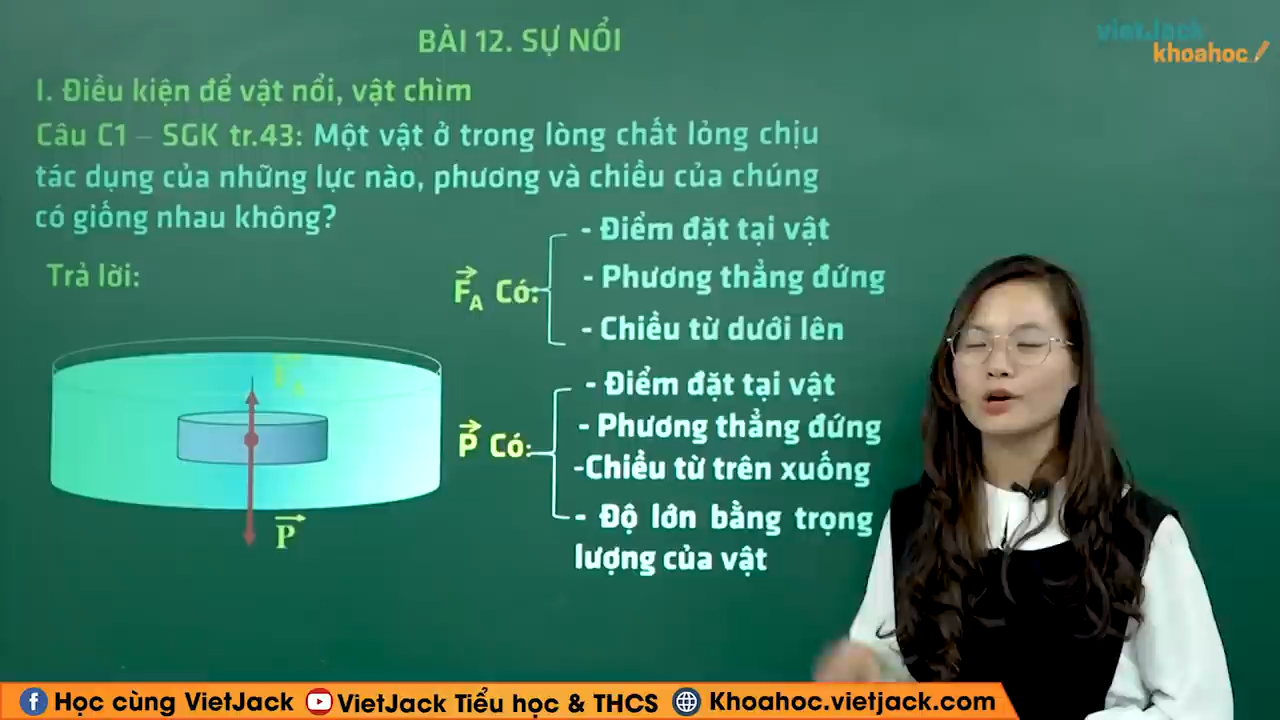 BÀI 12. SỰ NỔI
vietJack
khoahoc
I. Điều kiện để vật nổi, vật chìm
Câu C1 – SGK tr.43: Một vật ở trong lòng chất lỏng chịu
tác dụng của những lực nào, phương và chiều của chúng
có giống nhau không?
Trả lời:
F_A Có:
- Điểm đặt tại vật
- Phương thẳng đứng
- Chiều từ dưới lên
F_A
P
P Có:
- Điểm đặt tại vật
- Phương thẳng đứng
-Chiều từ trên xuống
- Độ lớn bằng trọng
lượng của vật
Học cùng VietJack VietJack Tiểu học & THCS Khoahoc.vietjack.com